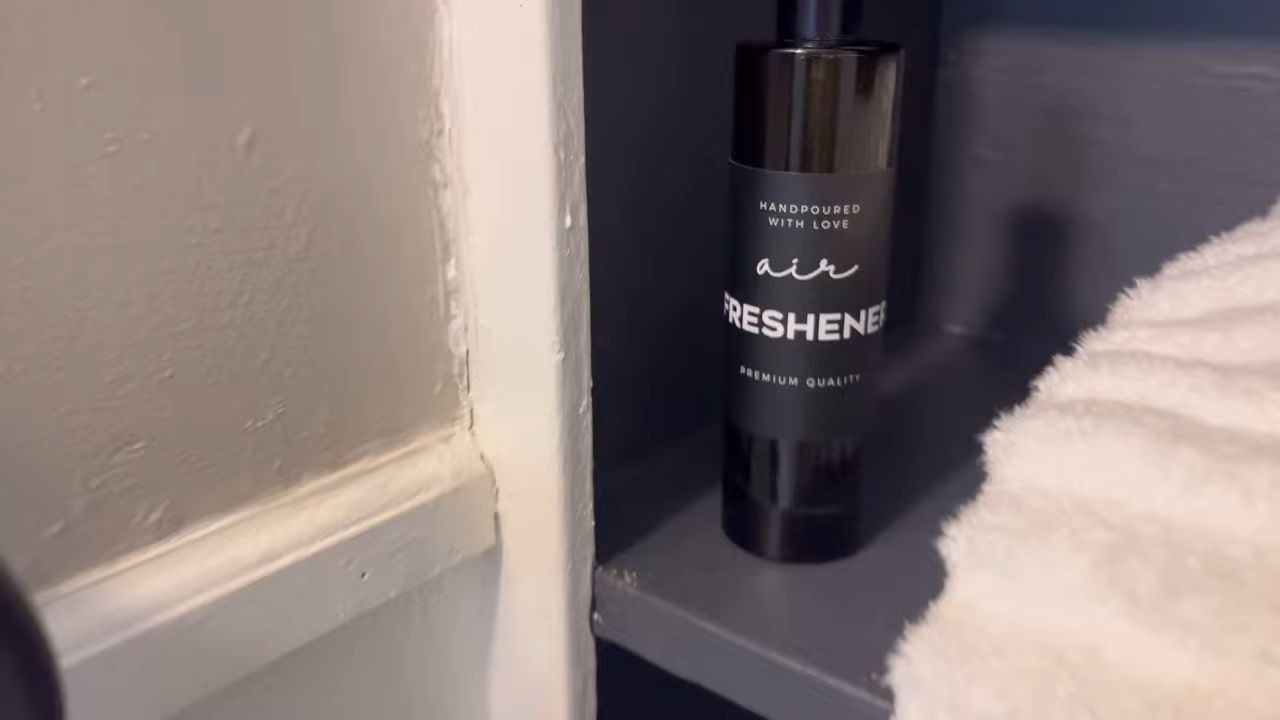 HANDPOURED
WITH LOVE
air
FRESHENER
PREMIUM QUALITY